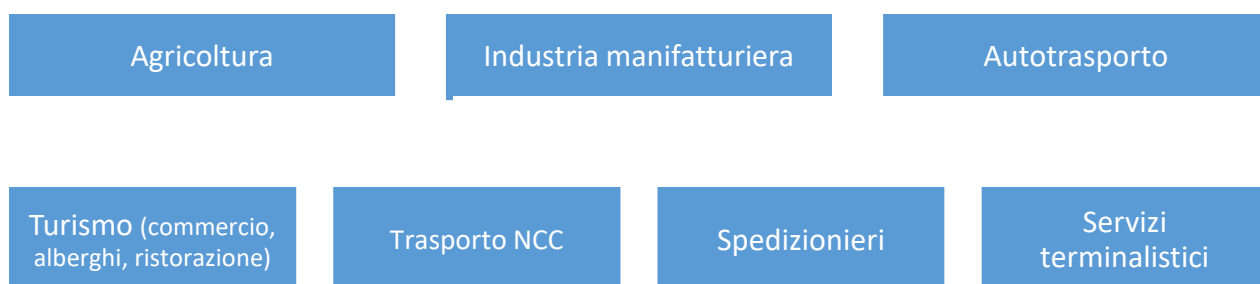 Agricoltura
Industria manifatturiera
Autotrasporto
Turismo (commercio,
alberghi, ristorazione)
Trasporto NCC
Spedizionieri
Servizi
terminalistici